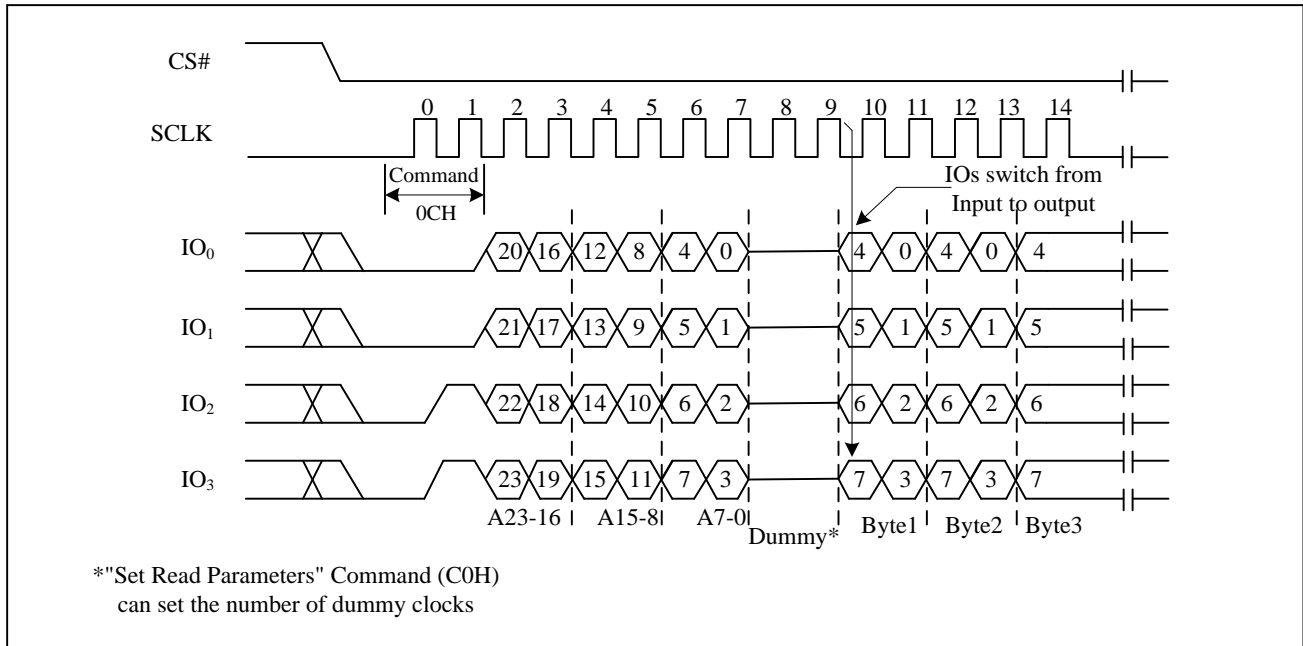 CS#
0 1 2 3 4 5 6 7 8 9 10 11 12 13 14
SCLK
Command
0CH
IOs switch from
Input to output
IO0 20 16 12 8 4 0 4 0 4 0 4
IO1 21 17 13 9 5 1 5 1 5 1 5
IO2 22 18 14 10 6 2 6 2 6 2 6
IO3 23 19 15 11 7 3 7 3 7 3 7
A23-16 A15-8 A7-0 Dummy* Byte1 Byte2 Byte3
*"Set Read Parameters" Command (C0H)
can set the number of dummy clocks